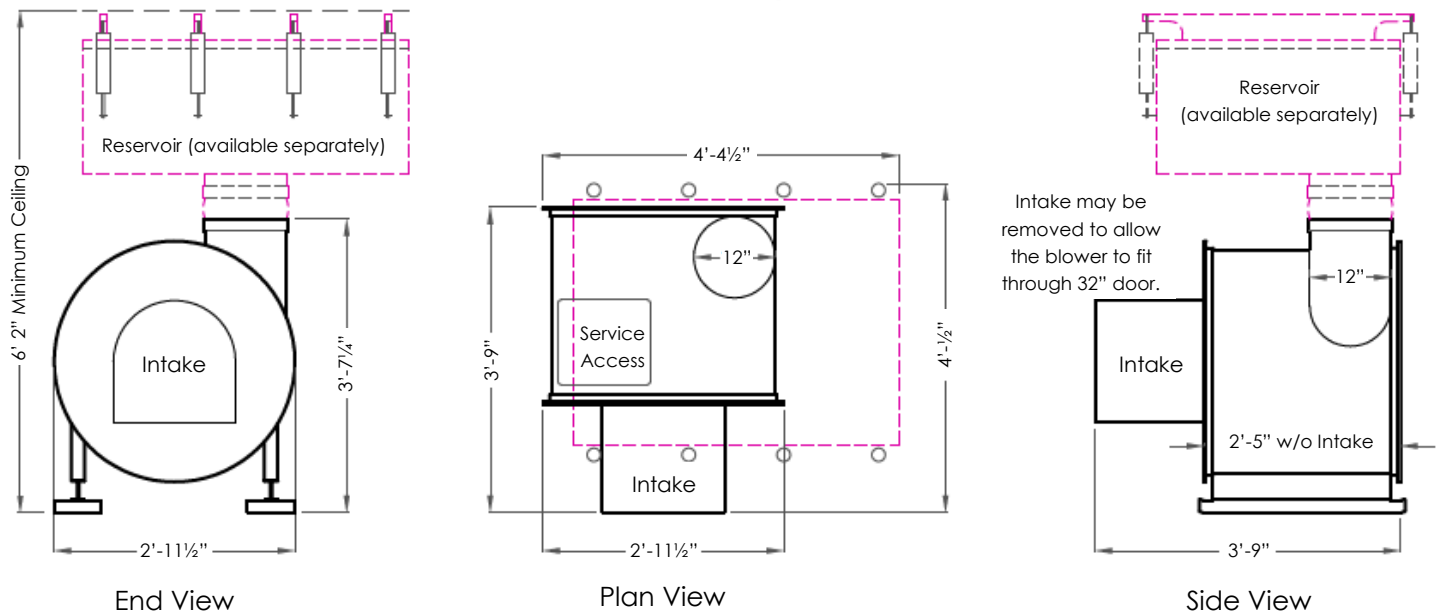 6' 2” Minimum Ceiling
Reservoir (available separately)
Intake
3'-7¼”
2'-11½”
End View
4'-4½”
12”
Service
Access
3'-9”
4'-½”
Intake
2'-11½”
Plan View
Reservoir
(available separately)
Intake may be
removed to allow
the blower to fit
through 32” door.
12”
Intake
2'-5” w/o Intake
3'-9”
Side View